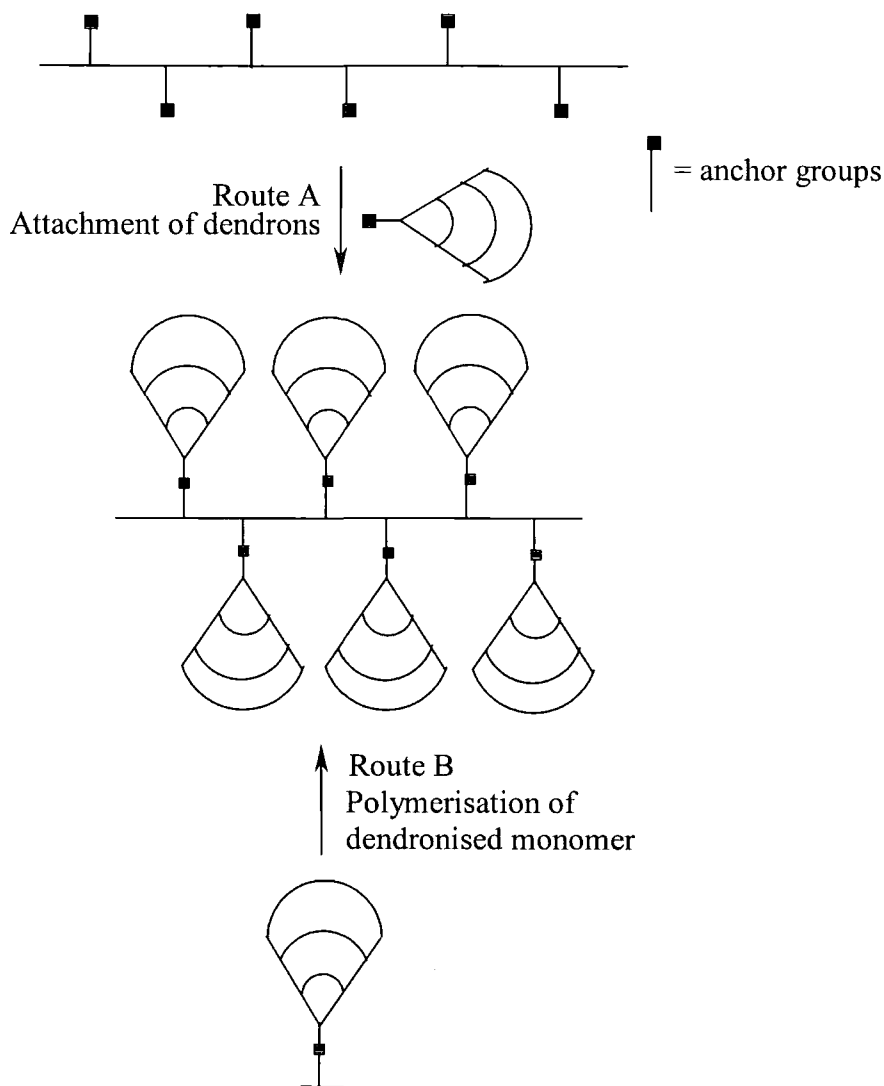 = anchor groups
Route A
Attachment of dendrons
Route B
Polymerisation of
dendronised monomer